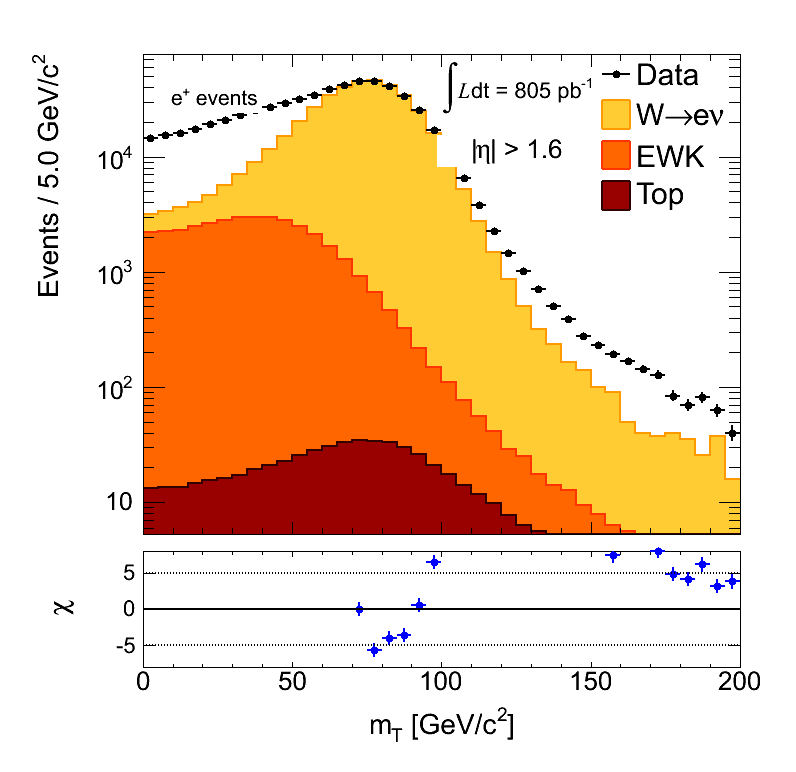 Events / 5.0 GeV/c²
10⁴
10³
10²
10
e⁺ events
∫Ldt = 805 pb⁻¹
|η| > 1.6
Data
W→eν
EWK
Top
χ
5
0
-5
0 50 100 150 200
m_T [GeV/c²]